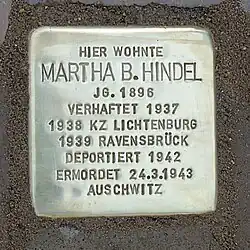 HIER WOHNTE
MARTHA B. HINDEL
JG. 1896
VERHAFTET 1937
1938 KZ LICHTENBURG
1939 RAVENSBRÜCK
DEPORTIERT 1942
ERMORDET 24.3.1943
AUSCHWITZ